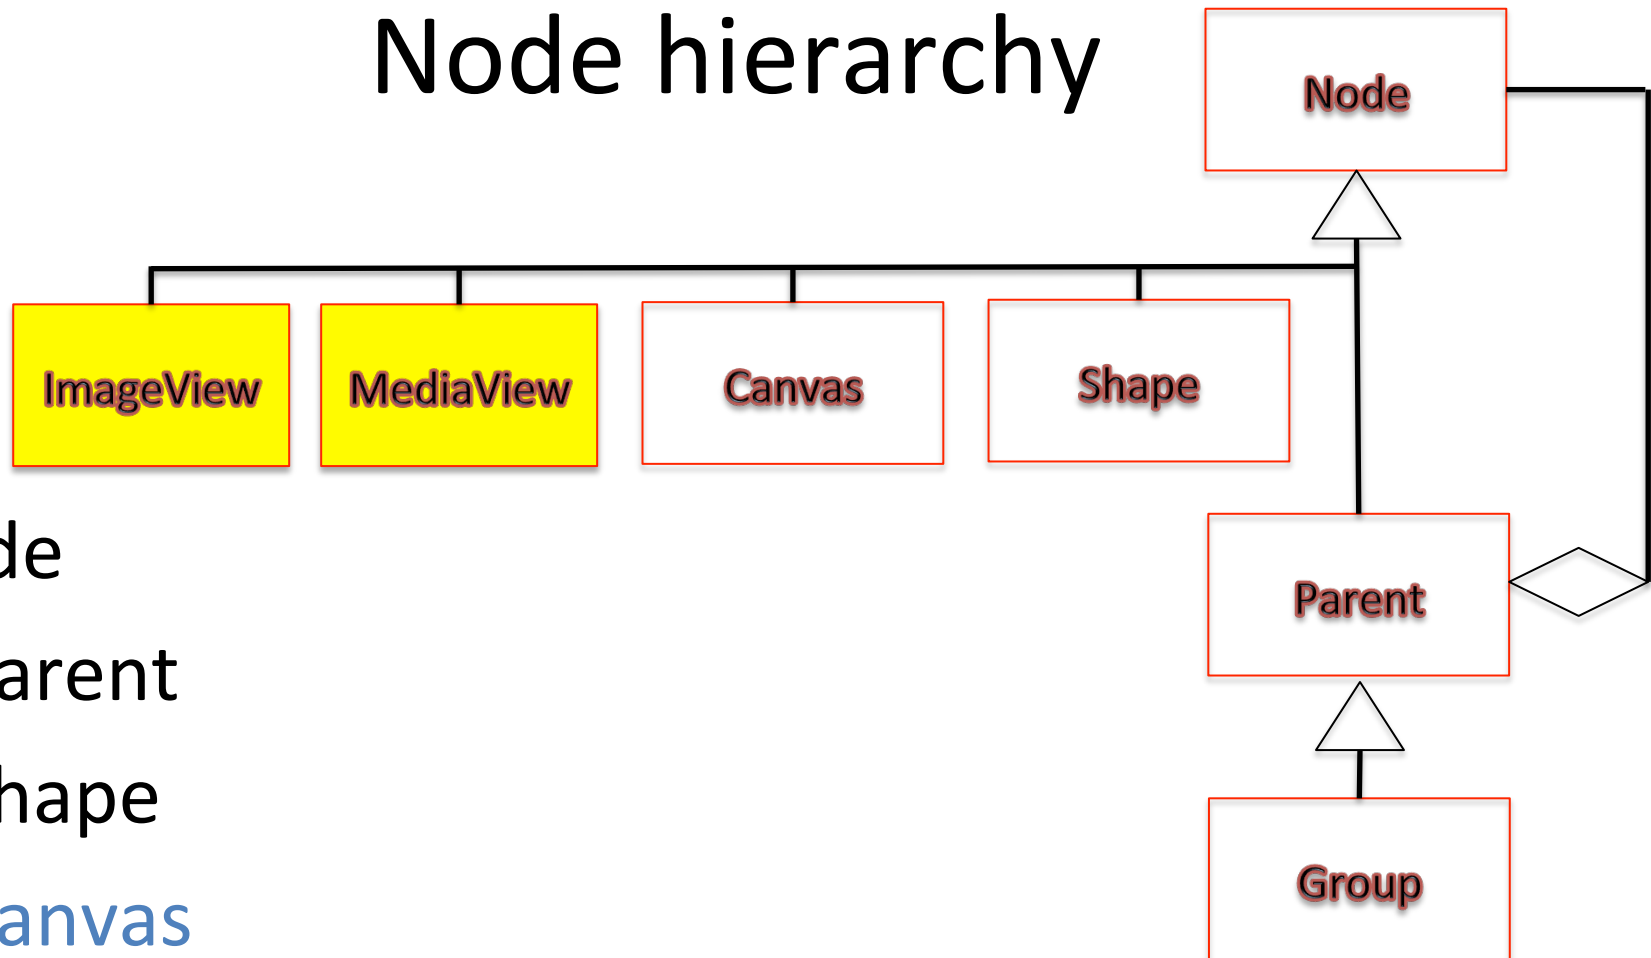 Node hierarchy
Node
ImageView
MediaView
Canvas
Shape
de
arent
Parent
hape
Group
anvas